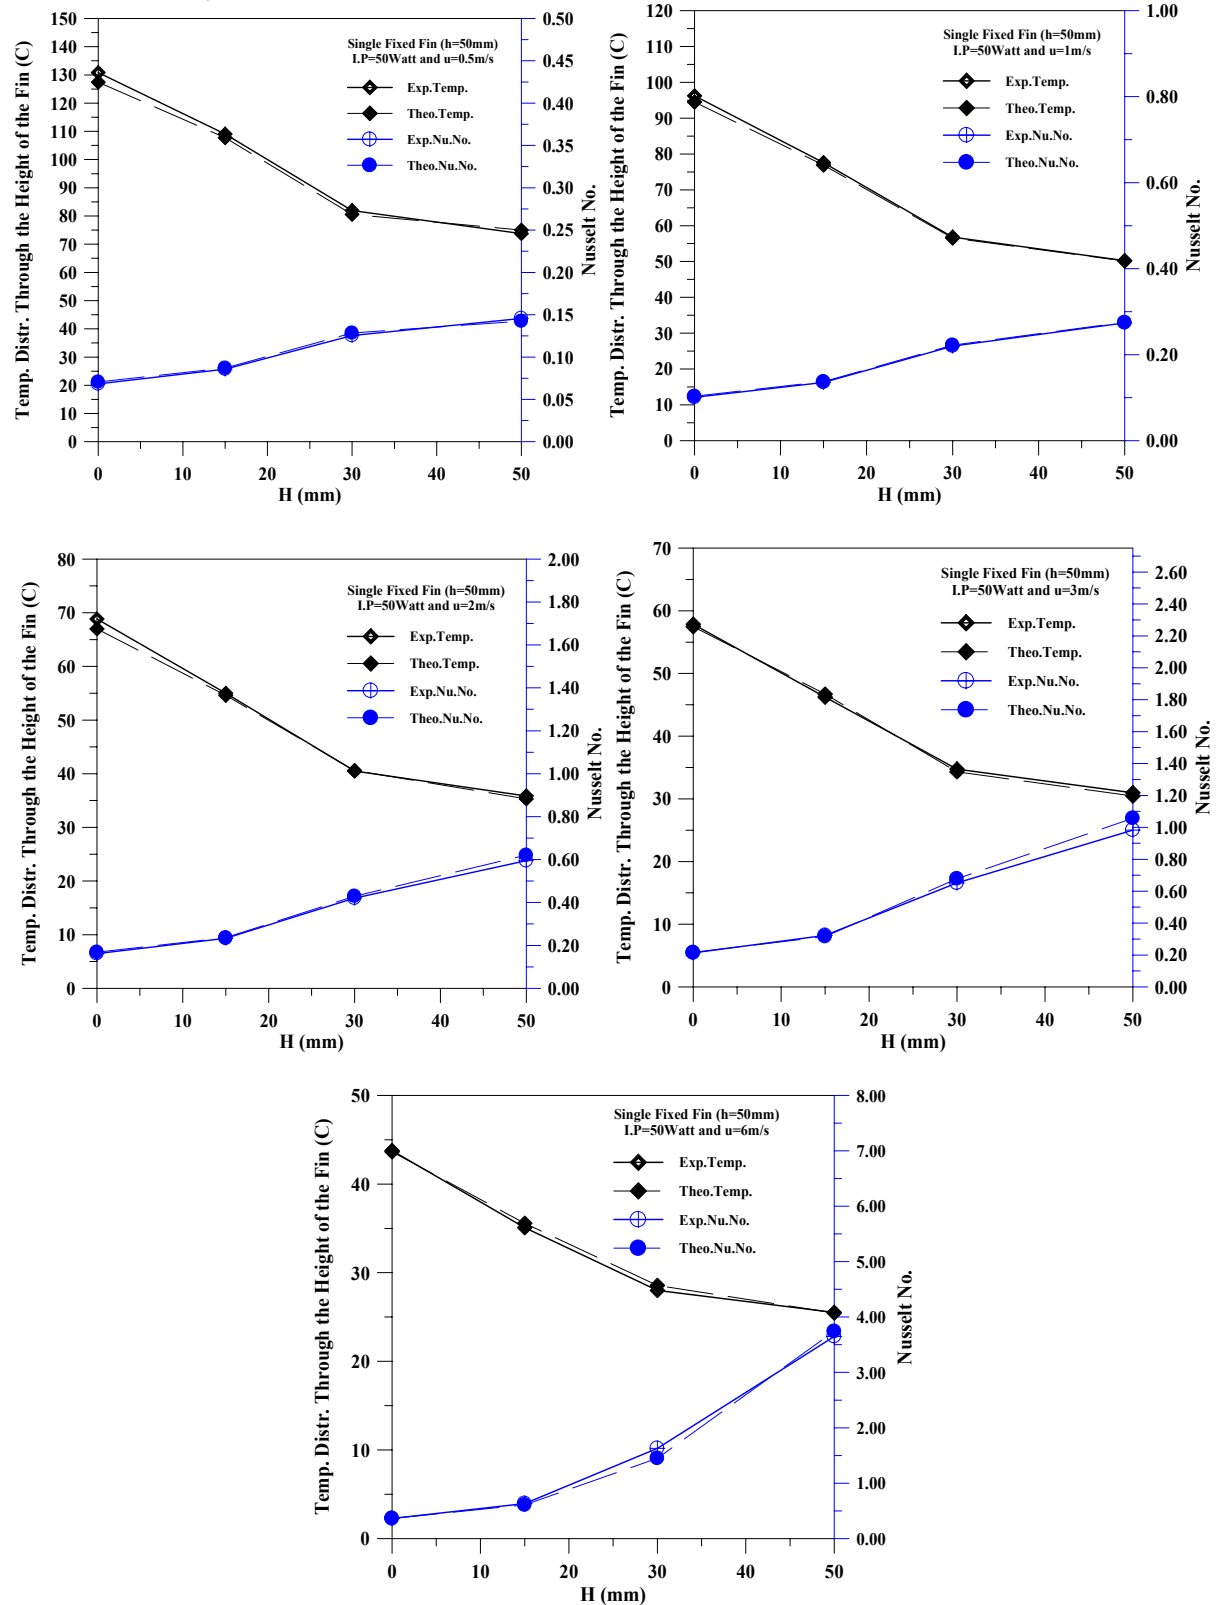 Single Fixed Fin (h=50mm)
I.P=50Watt and u=0.5m/s
Exp.Temp.
Theo.Temp.
Exp.Nu.No.
Theo.Nu.No.
Temp. Distr. Through the Height of the Fin (C)
150
140
130
120
110
100
90
80
70
60
50
40
30
20
10
0
0.50
0.45
0.40
0.35
0.30
0.25
0.20
0.15
0.10
0.05
0.00
Nusselt No.
0 10 20 30 40 50
H (mm)
Single Fixed Fin (h=50mm)
I.P=50Watt and u=1m/s
Exp.Temp.
Theo.Temp.
Exp.Nu.No.
Theo.Nu.No.
Temp. Distr. Through the Height of the Fin (C)
120
110
100
90
80
70
60
50
40
30
20
10
0
1.00
0.80
0.60
0.40
0.20
0.00
Nusselt No.
0 10 20 30 40 50
H (mm)
Single Fixed Fin (h=50mm)
I.P=50Watt and u=2m/s
Exp.Temp.
Theo.Temp.
Exp.Nu.No.
Theo.Nu.No.
Temp. Distr. Through the Height of the Fin (C)
80
70
60
50
40
30
20
10
0
2.00
1.80
1.60
1.40
1.20
1.00
0.80
0.60
0.40
0.20
0.00
Nusselt No.
0 10 20 30 40 50
H (mm)
Single Fixed Fin (h=50mm)
I.P=50Watt and u=3m/s
Exp.Temp.
Theo.Temp.
Exp.Nu.No.
Theo.Nu.No.
Temp. Distr. Through the Height of the Fin (C)
70
60
50
40
30
20
10
0
2.60
2.40
2.20
2.00
1.80
1.60
1.40
1.20
1.00
0.80
0.60
0.40
0.20
0.00
Nusselt No.
0 10 20 30 40 50
H (mm)
Single Fixed Fin (h=50mm)
I.P=50Watt and u=6m/s
Exp.Temp.
Theo.Temp.
Exp.Nu.No.
Theo.Nu.No.
Temp. Distr. Through the Height of the Fin (C)
50
40
30
20
10
0
8.00
7.00
6.00
5.00
4.00
3.00
2.00
1.00
0.00
Nusselt No.
0 10 20 30 40 50
H (mm)